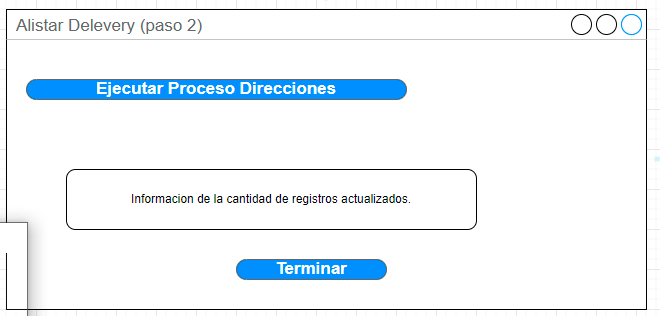 Alistar Delevery (paso 2)
Ejecutar Proceso Direcciones
Informacion de la cantidad de registros actualizados.
Terminar